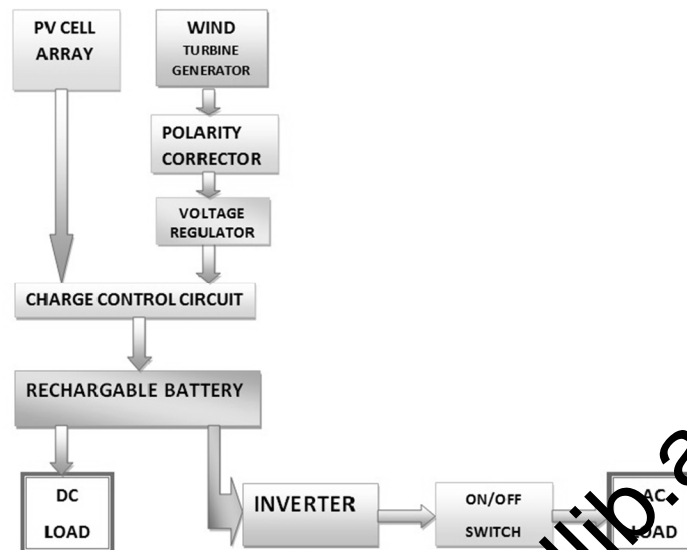 PV CELL
ARRAY
WIND
TURBINE
GENERATOR
POLARITY
CORRECTOR
VOLTAGE
REGULATOR
CHARGE CONTROL CIRCUIT
RECHARGABLE BATTERY
DC
LOAD
INVERTER
ON/OFF
SWITCH
AC
LOAD